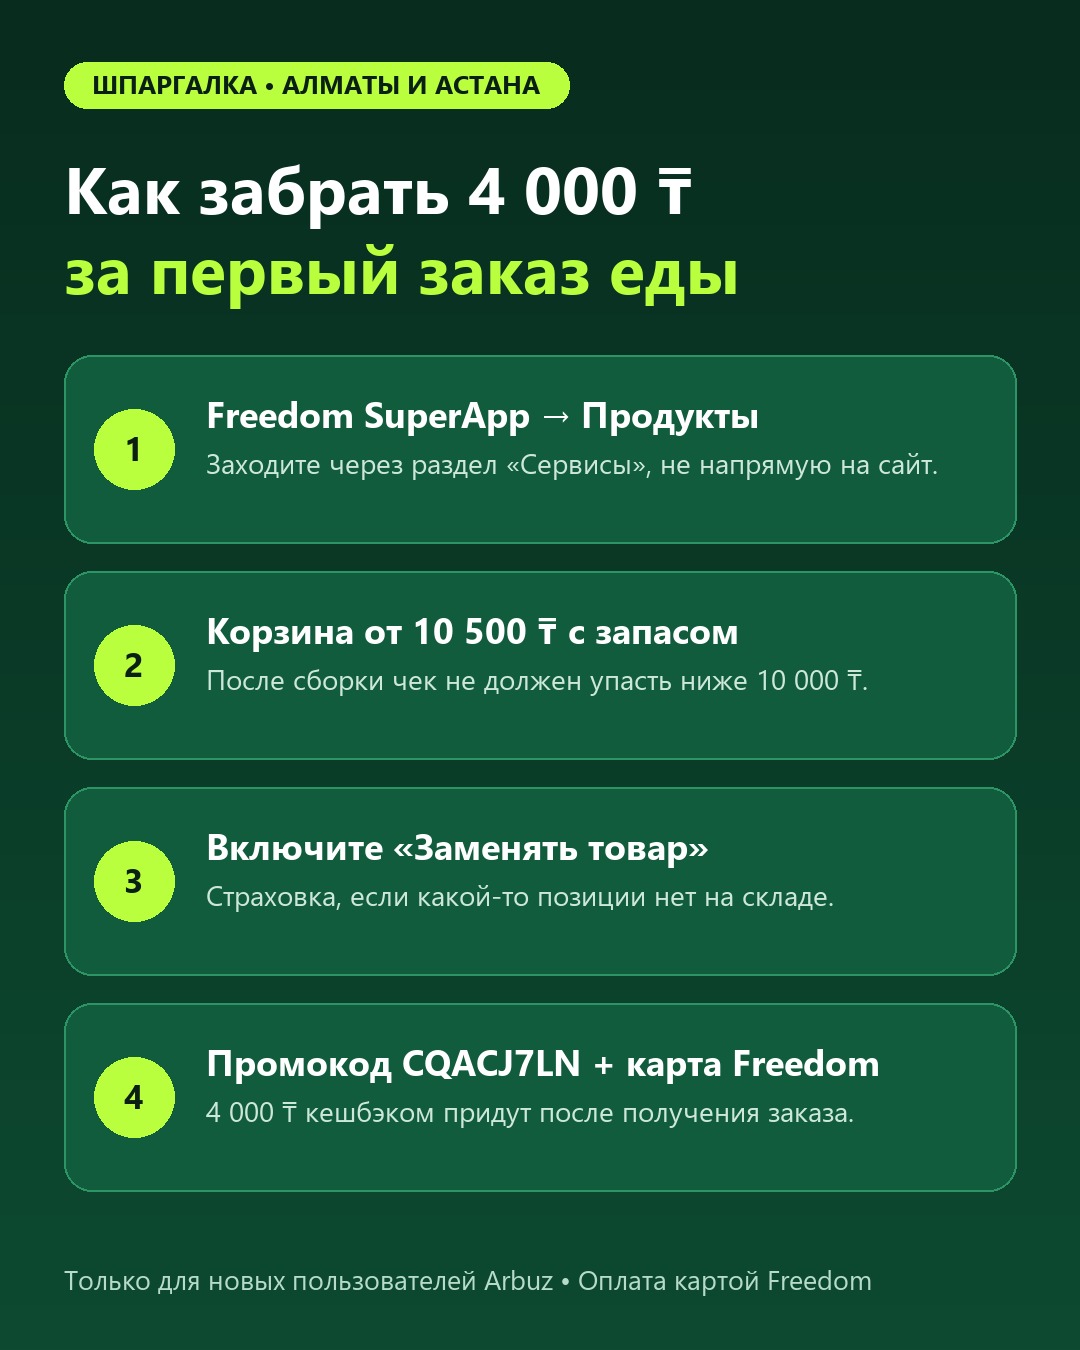 ШПАРГАЛКА • АЛМАТЫ И АСТАНА
Как забрать 4 000 ₸
за первый заказ еды
1
Freedom SuperApp → Продукты
Заходите через раздел «Сервисы», не напрямую на сайт.
2
Корзина от 10 500 ₸ с запасом
После сборки чек не должен упасть ниже 10 000 ₸.
3
Включите «Заменять товар»
Страховка, если какой-то позиции нет на складе.
4
Промокод CQACJ7LN + карта Freedom
4 000 ₸ кешбэком придут после получения заказа.
Только для новых пользователей Arbuz • Оплата картой Freedom